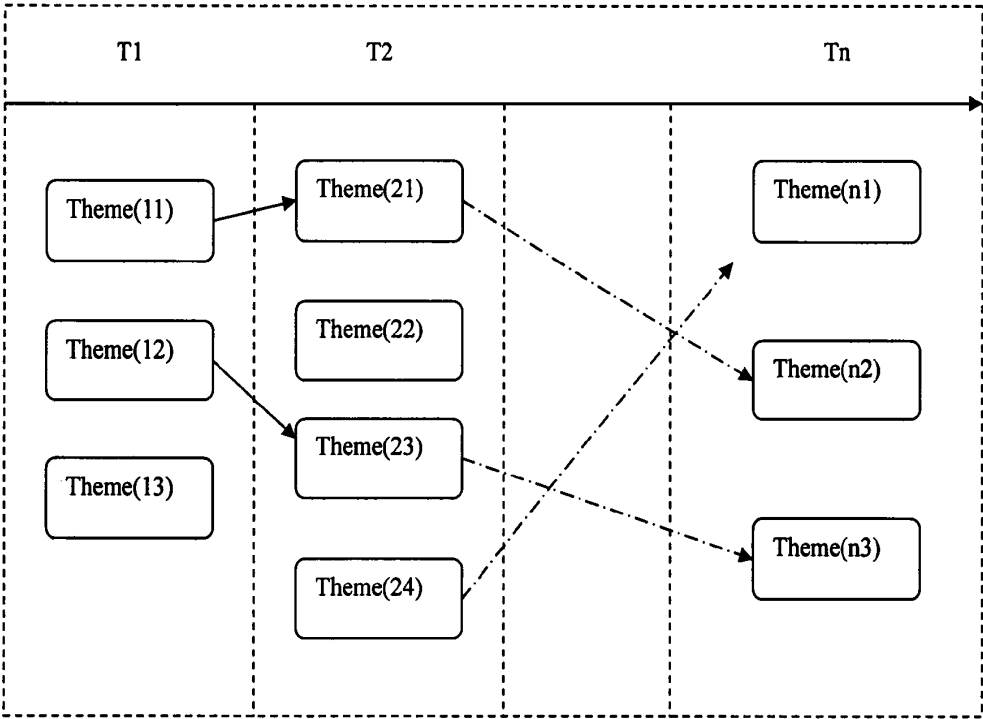 T1
T2
Tn
Theme(11)
Theme(12)
Theme(13)
Theme(21)
Theme(22)
Theme(23)
Theme(24)
Theme(n1)
Theme(n2)
Theme(n3)